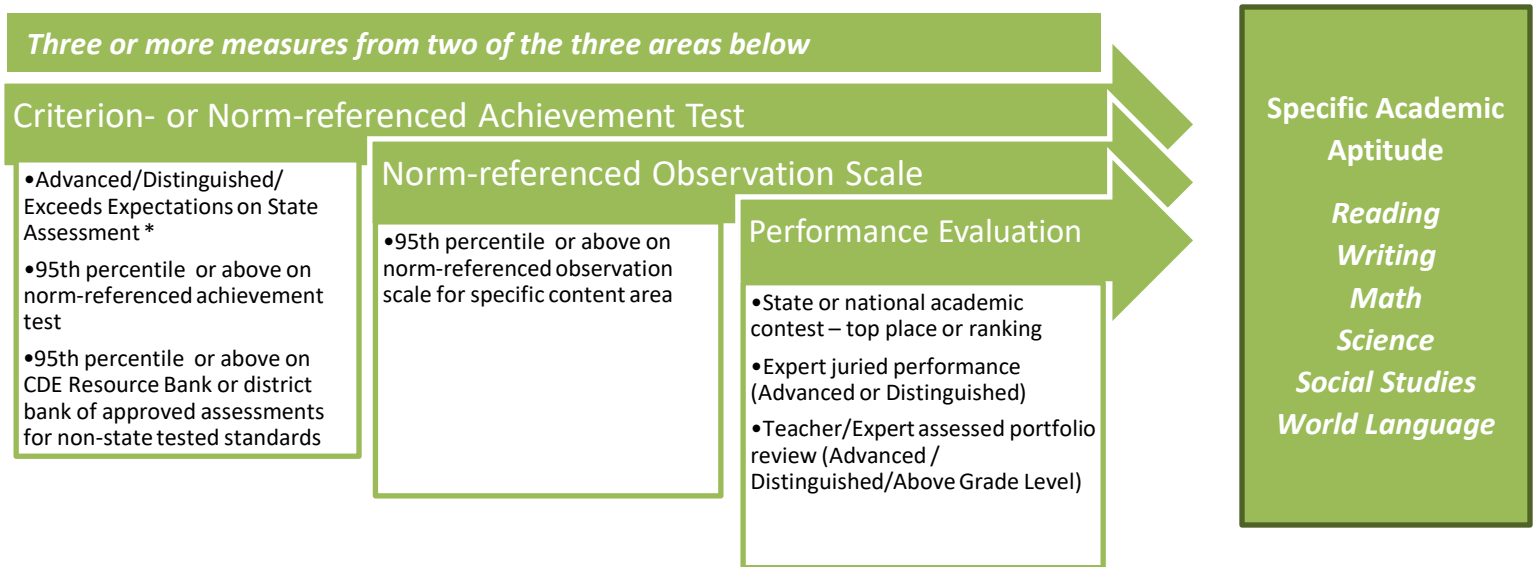 Three or more measures from two of the three areas below
Criterion- or Norm-referenced Achievement Test
•Advanced/Distinguished/
Exceeds Expectations on State
Assessment *
•95th percentile or above on
norm-referenced achievement
test
•95th percentile or above on
CDE Resource Bank or district
bank of approved assessments
for non-state tested standards
Norm-referenced Observation Scale
•95th percentile or above on
norm-referenced observation
scale for specific content area
Performance Evaluation
•State or national academic
contest – top place or ranking
•Expert juried performance
(Advanced or Distinguished)
•Teacher/Expert assessed portfolio
review (Advanced /
Distinguished/Above Grade Level)
Specific Academic
Aptitude
Reading
Writing
Math
Science
Social Studies
World Language